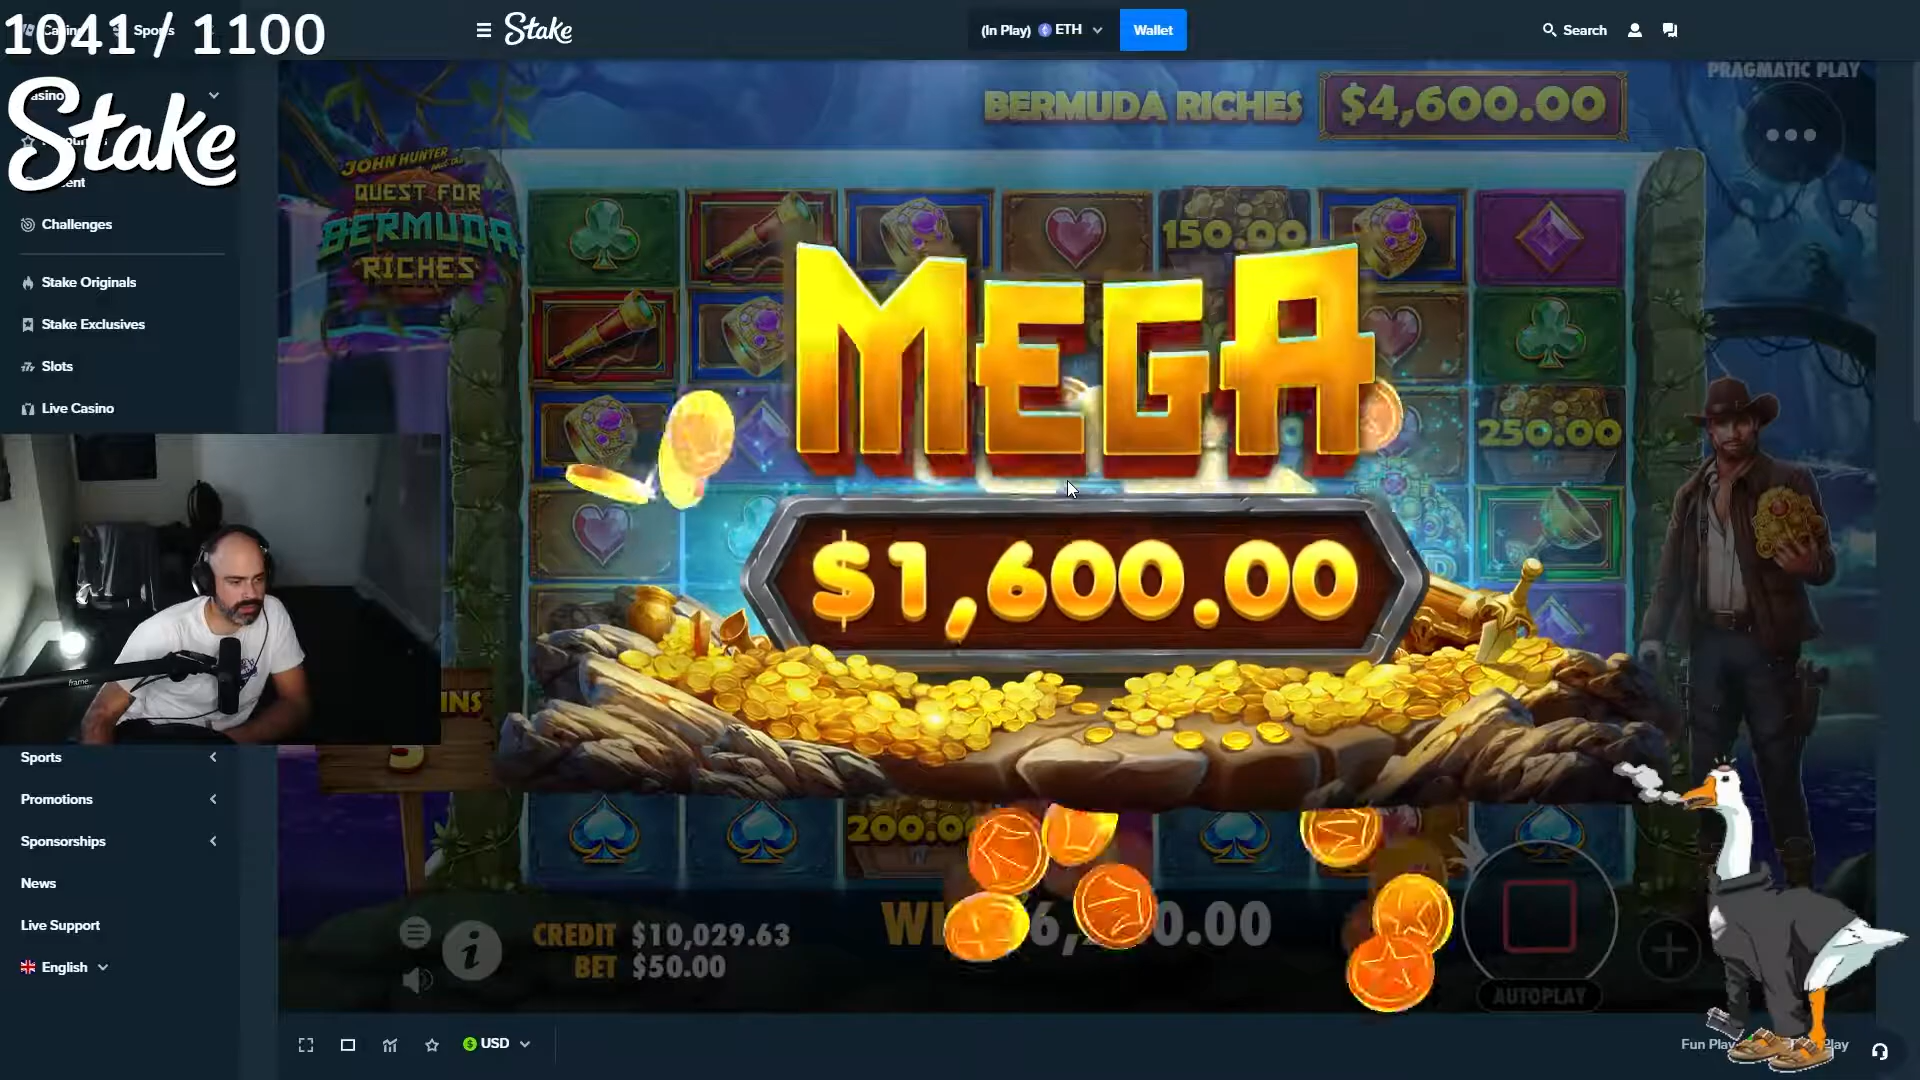 1041 / 1100
Stake
(In Play) ETH
Wallet
Search
Stake
Challenges
Stake Originals
Stake Exclusives
Slots
Live Casino
Sports
Promotions
Sponsorships
News
Live Support
English
PRAGMATIC PLAY
BERMUDA RICHES $4,600.00
JOHN HUNTER
QUEST FOR
BERMUDA
RICHES
150.00
MEGA
250.00
$1,600.00
frame
200.00
CREDIT $10,029.63
BET $50.00
AUTOPLAY
USD
Fun Play